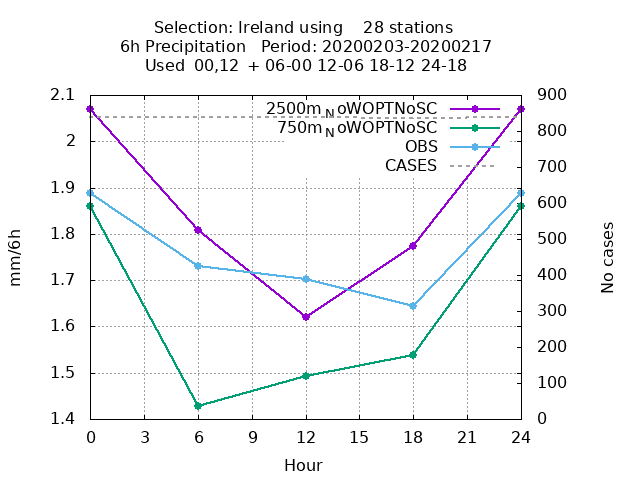 Selection: Ireland using    28 stations
6h Precipitation   Period: 20200203-20200217
Used  00,12  + 06-00 12-06 18-12 24-18
2.1
2
1.9
1.8
1.7
1.6
1.5
1.4
mm/6h
2500m_NoWOPTNoSC
750m_NoWOPTNoSC
OBS
CASES
900
800
700
600
500
400
300
200
100
0
No cases
0 3 6 9 12 15 18 21 24
Hour